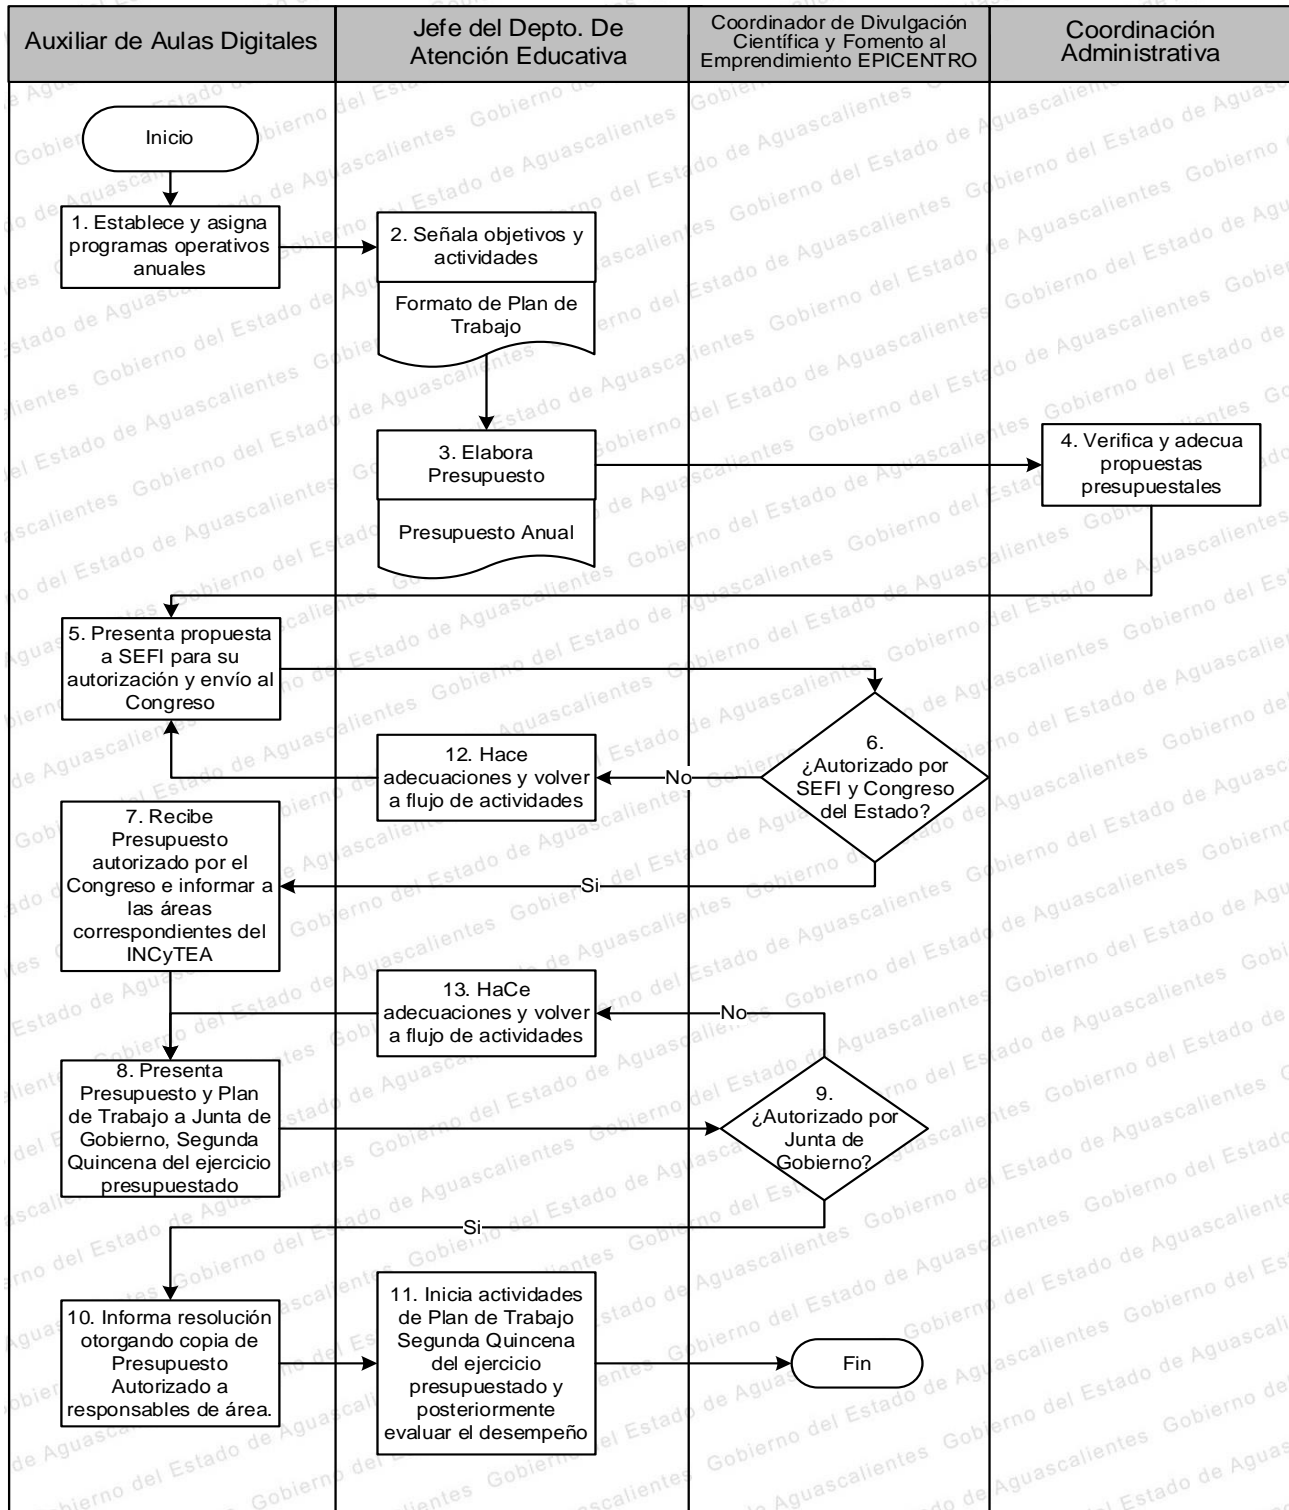 Auxiliar de Aulas Digitales
Jefe del Depto. De
Atención Educativa
Coordinador de Divulgación
Científica y Fomento al
Emprendimiento EPICENTRO
Coordinación
Administrativa
Inicio
1. Establece y asigna
programas operativos
anuales
2. Señala objetivos y
actividades
Formato de Plan de
Trabajo
3. Elabora
Presupuesto
Presupuesto Anual
4. Verifica y adecua
propuestas
presupuestales
5. Presenta propuesta
a SEFI para su
autorización y envío al
Congreso
6.
¿Autorizado por
SEFI y Congreso
del Estado?
No
12. Hace
adecuaciones y volver
a flujo de actividades
Si
7. Recibe
Presupuesto
autorizado por el
Congreso e informar a
las áreas
correspondientes del
INCyTEA
13. HaCe
adecuaciones y volver
a flujo de actividades
No
8. Presenta
Presupuesto y Plan
de Trabajo a Junta de
Gobierno, Segunda
Quincena del ejercicio
presupuestado
9.
¿Autorizado por
Junta de
Gobierno?
Si
10. Informa resolución
otorgando copia de
Presupuesto
Autorizado a
responsables de área.
11. Inicia actividades
de Plan de Trabajo
Segunda Quincena
del ejercicio
presupuestado y
posteriormente
evaluar el desempeño
Fin
Gobierno del Estado de Aguascalientes